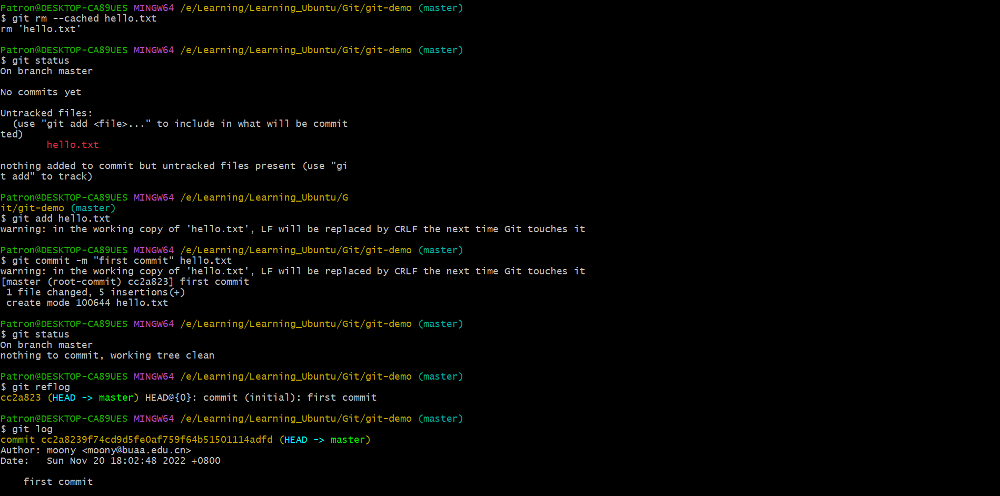 Patron@DESKTOP-CA89UES MINGW64 /e/Learning/Learning_Ubuntu/Git/git-demo (master)
$ git rm --cached hello.txt
rm 'hello.txt'
Patron@DESKTOP-CA89UES MINGW64 /e/Learning/Learning_Ubuntu/Git/git-demo (master)
$ git status
On branch master
No commits yet
Untracked files:
  (use "git add <file>..." to include in what will be commit
ted)
        hello.txt
nothing added to commit but untracked files present (use "gi
t add" to track)
Patron@DESKTOP-CA89UES MINGW64 /e/Learning/Learning_Ubuntu/G
it/git-demo (master)
$ git add hello.txt
warning: in the working copy of 'hello.txt', LF will be replaced by CRLF the next time Git touches it
Patron@DESKTOP-CA89UES MINGW64 /e/Learning/Learning_Ubuntu/Git/git-demo (master)
$ git commit -m "first commit" hello.txt
warning: in the working copy of 'hello.txt', LF will be replaced by CRLF the next time Git touches it
[master (root-commit) cc2a823] first commit
 1 file changed, 5 insertions(+)
 create mode 100644 hello.txt
Patron@DESKTOP-CA89UES MINGW64 /e/Learning/Learning_Ubuntu/Git/git-demo (master)
$ git status
On branch master
nothing to commit, working tree clean
Patron@DESKTOP-CA89UES MINGW64 /e/Learning/Learning_Ubuntu/Git/git-demo (master)
$ git reflog
cc2a823 (HEAD -> master) HEAD@{0}: commit (initial): first commit
Patron@DESKTOP-CA89UES MINGW64 /e/Learning/Learning_Ubuntu/Git/git-demo (master)
$ git log
commit cc2a8239f74cd9d5fe0af759f64b51501114adfd (HEAD -> master)
Author: moony <moony@buaa.edu.cn>
Date:   Sun Nov 20 18:02:48 2022 +0800
    first commit